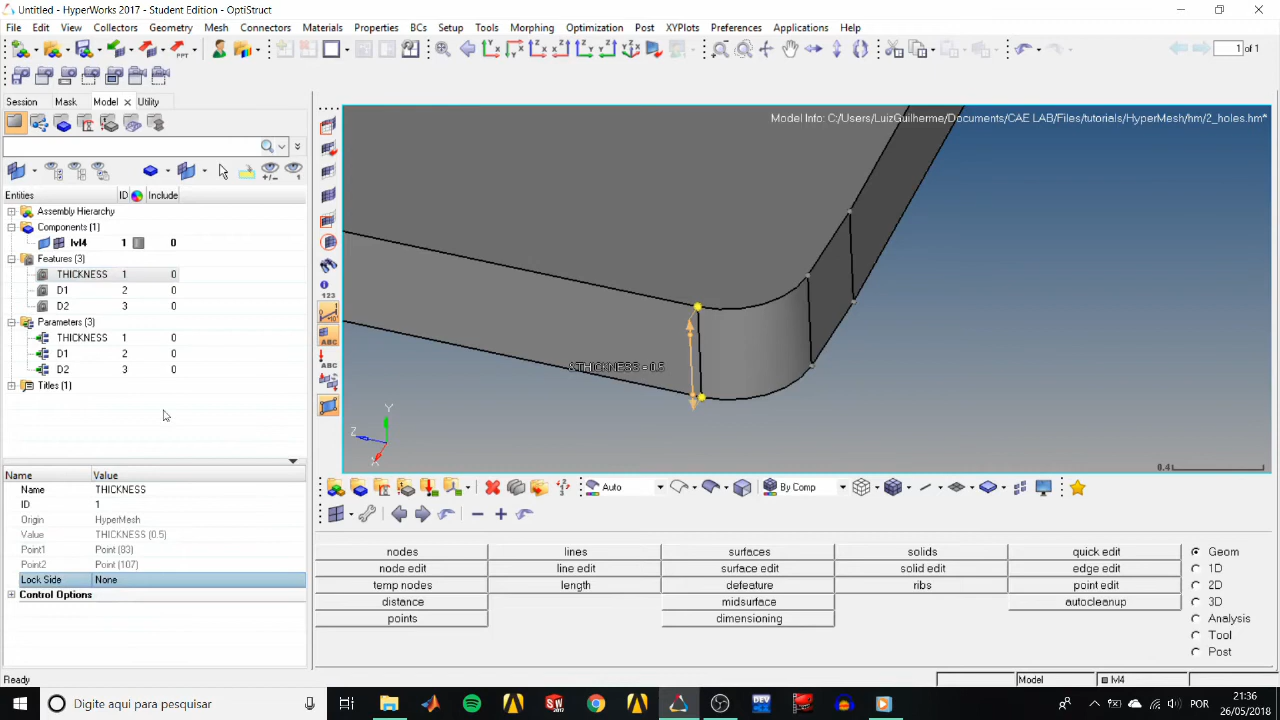 Untitled - HyperWorks 2017 - Student Edition - OptiStruct
File Edit View Collectors Geometry Mesh Connectors Materials Properties BCs Setup Tools Morphing Optimization Post XYPlots Preferences Applications Help
1 of 1
Session Mask Model Utility
Model Info: C:/Users/LuizGuilherme/Documents/CAE LAB/Files/tutorials/HyperMesh/hm/2_holes.hm*
Entities ID Include
Assembly Hierarchy
Components (1)
lvl4 1 0
Features (3)
THICKNESS 1 0
D1 2 0
D2 3 0
Parameters (3)
THICKNESS 1 0
D1 2 0
D2 3 0
Titles (1)
STHICKNESS = 0.5
Y
Z
X
0.4
123
ABC
ABC
Name Value
Name THICKNESS
ID 1
Origin HyperMesh
Value THICKNESS (0.5)
Point1 Point (83)
Point2 Point (107)
Lock Side None
Control Options
Auto By Comp
nodes lines surfaces solids quick edit Geom
node edit line edit surface edit solid edit edge edit 1D
temp nodes length defeature ribs point edit 2D
distance midsurface autocleanup 3D
points dimensioning Analysis
Tool
Post
Ready Model lvl4
Digite aqui para pesquisar
POR
21:36
26/05/2018